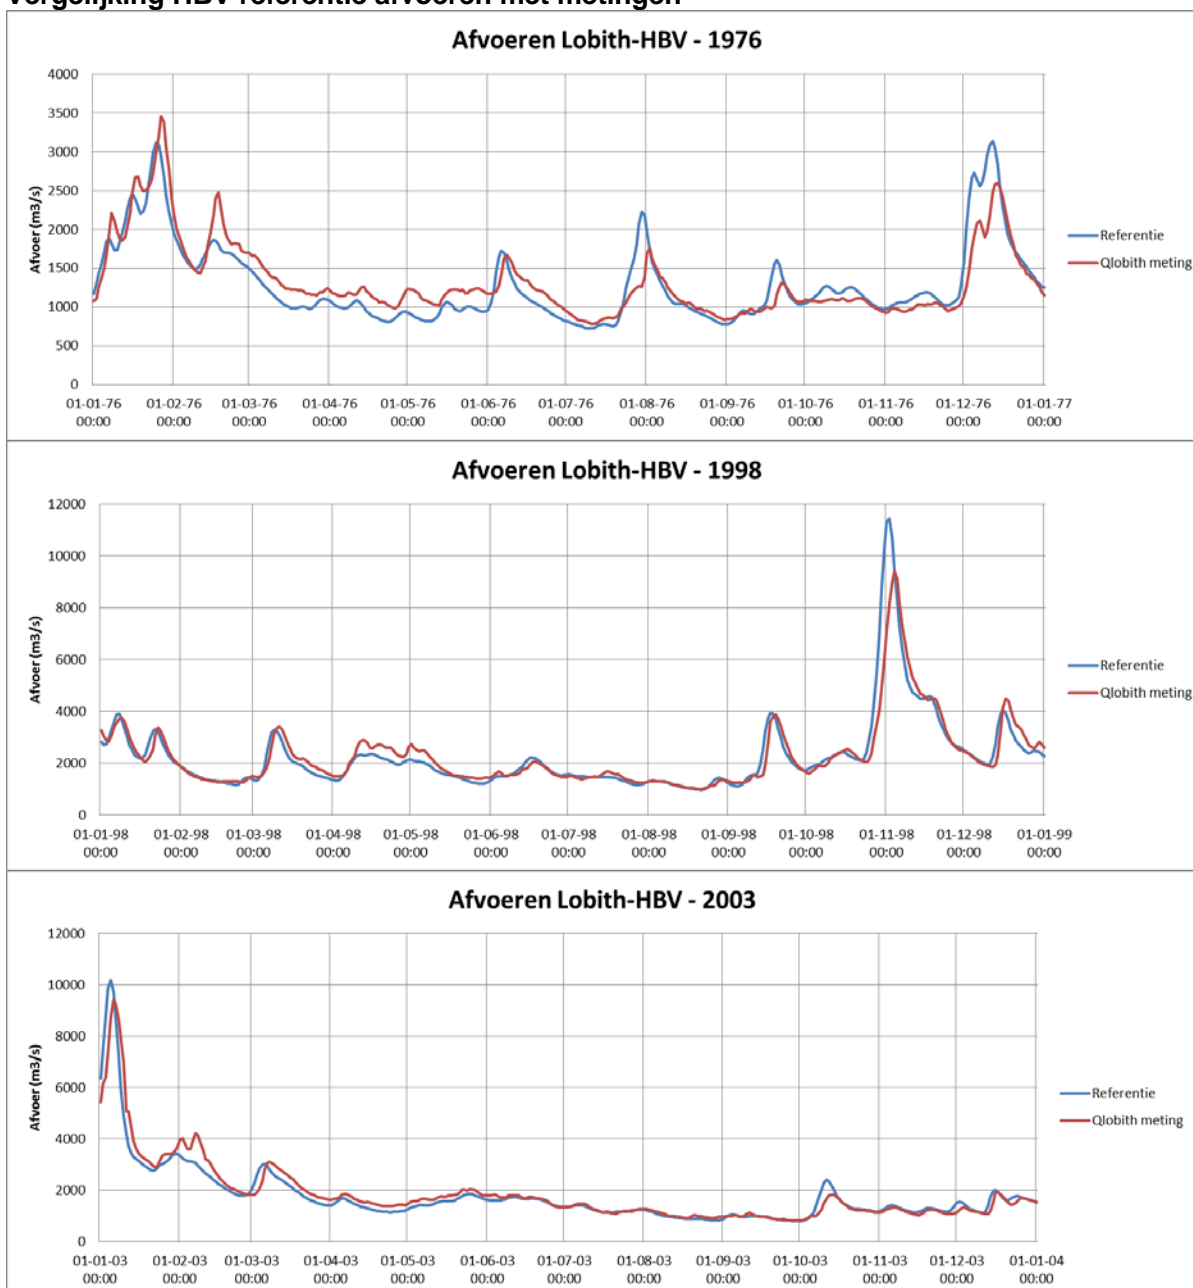 Vergelijking HBV referentie afvoeren met metingen
Afvoeren Lobith-HBV - 1976
4000
3500
3000
2500
2000
1500
1000
500
0
Afvoer (m3/s)
01-01-76 01-02-76 01-03-76 01-04-76 01-05-76 01-06-76 01-07-76 01-08-76 01-09-76 01-10-76 01-11-76 01-12-76 01-01-77
00:00 00:00 00:00 00:00 00:00 00:00 00:00 00:00 00:00 00:00 00:00 00:00 00:00
Referentie
Qlobith meting
Afvoeren Lobith-HBV - 1998
12000
10000
8000
6000
4000
2000
0
Afvoer (m3/s)
01-01-98 01-02-98 01-03-98 01-04-98 01-05-98 01-06-98 01-07-98 01-08-98 01-09-98 01-10-98 01-11-98 01-12-98 01-01-99
00:00 00:00 00:00 00:00 00:00 00:00 00:00 00:00 00:00 00:00 00:00 00:00 00:00
Referentie
Qlobith meting
Afvoeren Lobith-HBV - 2003
12000
10000
8000
6000
4000
2000
0
Afvoer (m3/s)
01-01-03 01-02-03 01-03-03 01-04-03 01-05-03 01-06-03 01-07-03 01-08-03 01-09-03 01-10-03 01-11-03 01-12-03 01-01-04
00:00 00:00 00:00 00:00 00:00 00:00 00:00 00:00 00:00 00:00 00:00 00:00 00:00
Referentie
Qlobith meting